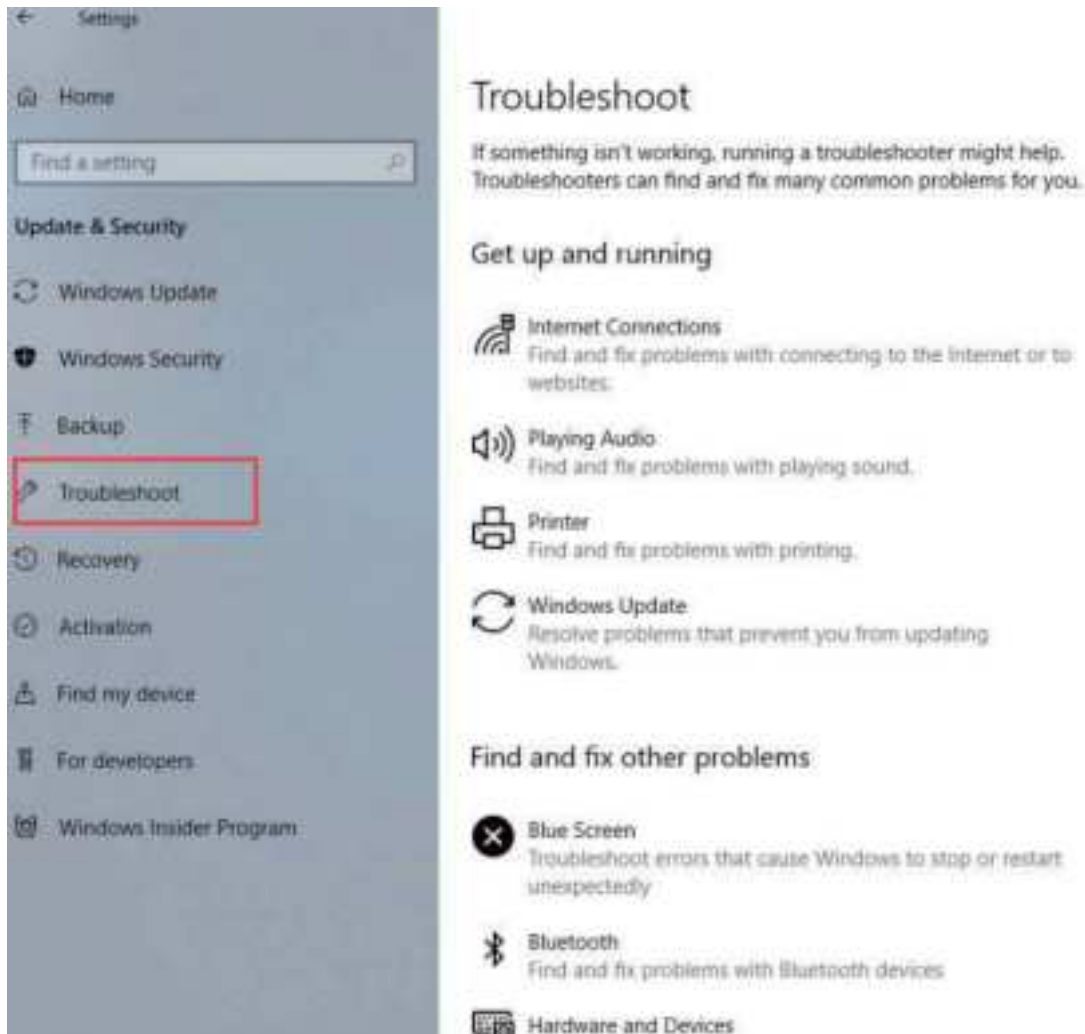 Settings
Home
Find a setting
Update & Security
Windows Update
Windows Security
Backup
Troubleshoot
Recovery
Activation
Find my device
For developers
Windows Insider Program
Troubleshoot
If something isn't working, running a troubleshooter might help.
Troubleshooters can find and fix many common problems for you.
Get up and running
Internet Connections
Find and fix problems with connecting to the Internet or to
websites.
Playing Audio
Find and fix problems with playing sound.
Printer
Find and fix problems with printing.
Windows Update
Resolve problems that prevent you from updating
Windows.
Find and fix other problems
Blue Screen
Troubleshoot errors that cause Windows to stop or restart
unexpectedly
Bluetooth
Find and fix problems with Bluetooth devices
Hardware and Devices